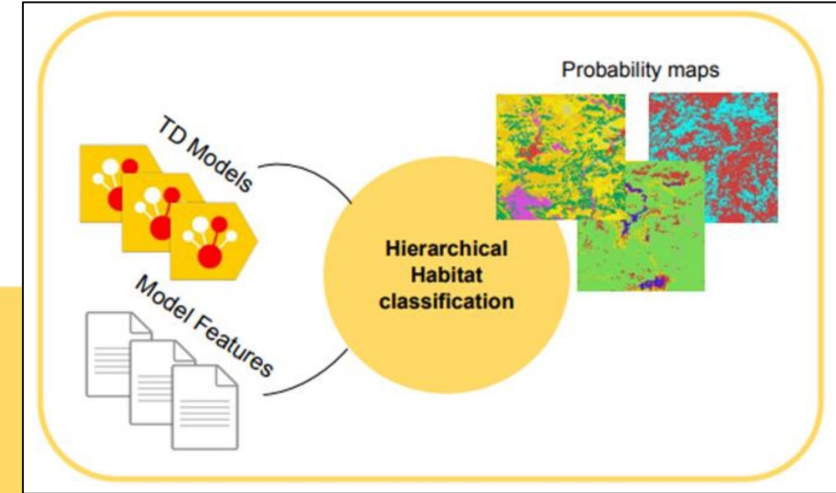 Probability maps
TD Models
Hierarchical
Habitat
classification
Model Features